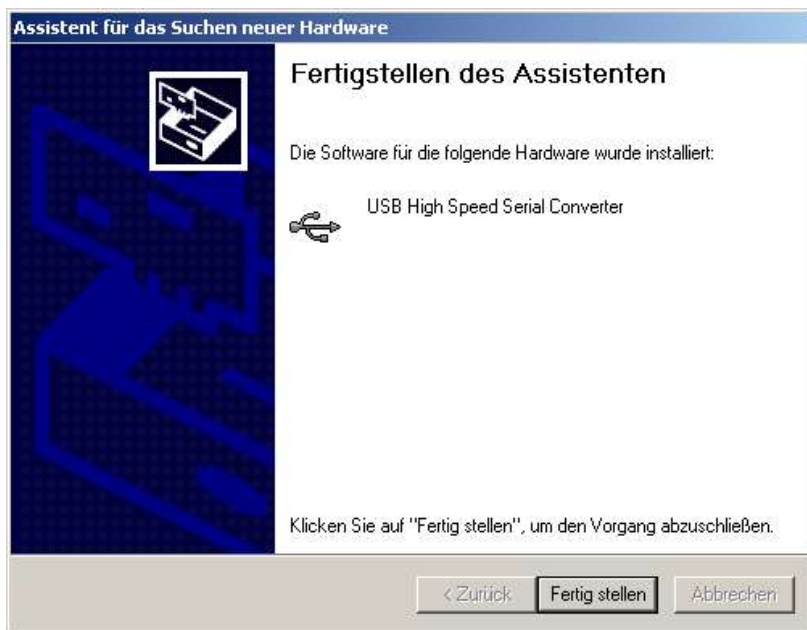 Assistent für das Suchen neuer Hardware
Fertigstellen des Assistenten
Die Software für die folgende Hardware wurde installiert:
USB High Speed Serial Converter
Klicken Sie auf "Fertig stellen", um den Vorgang abzuschließen.
< Zurück Fertig stellen Abbrechen